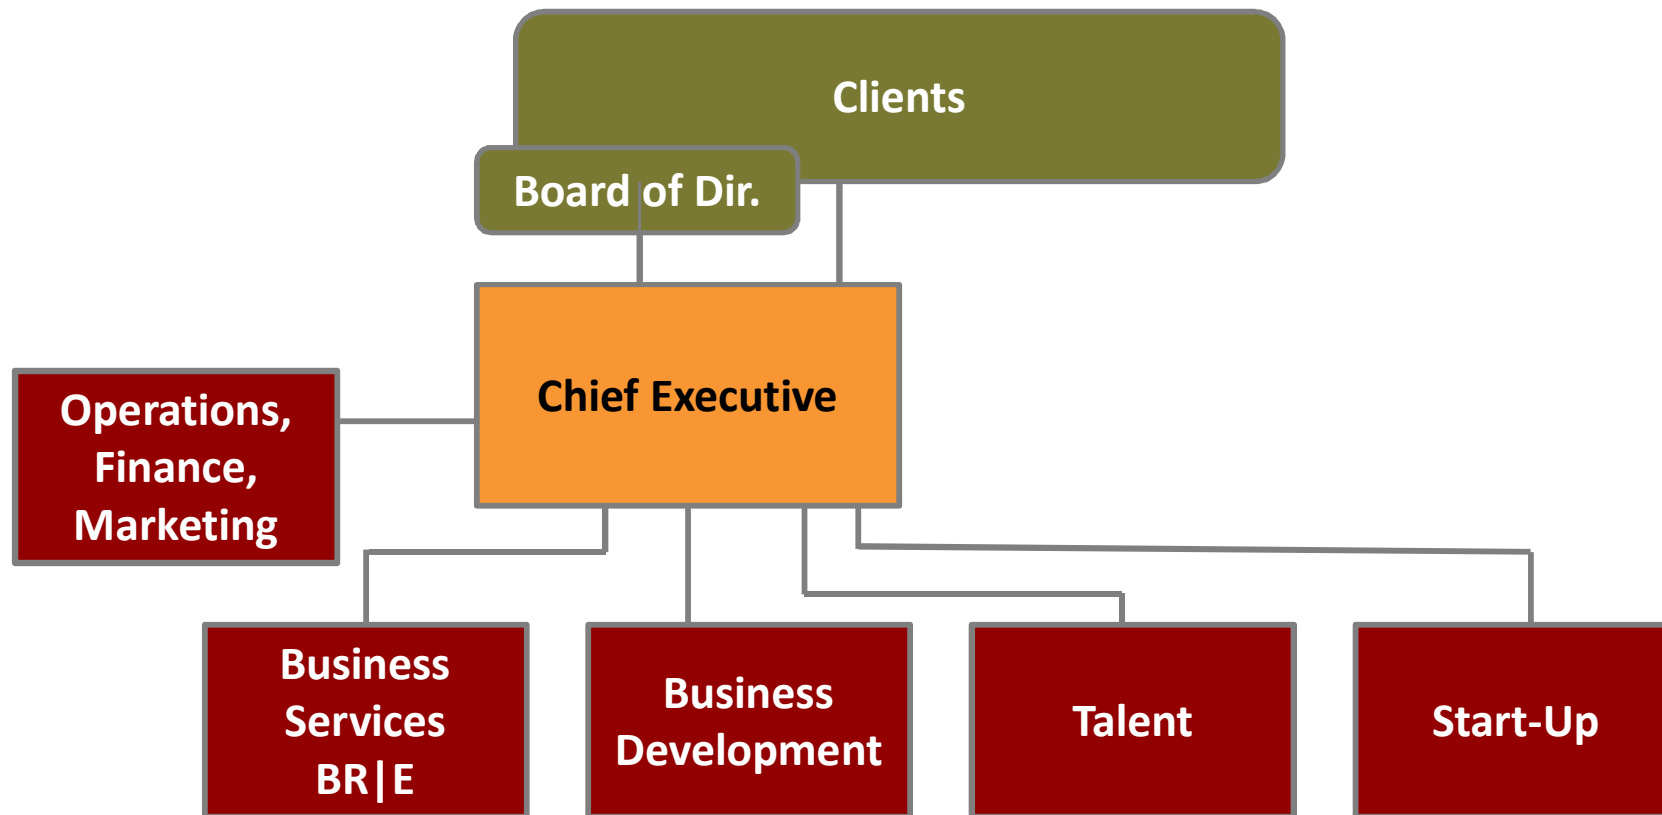 Clients
Board of Dir.
Chief Executive
Operations,
Finance,
Marketing
Business
Services
BR|E
Business
Development
Talent
Start-Up